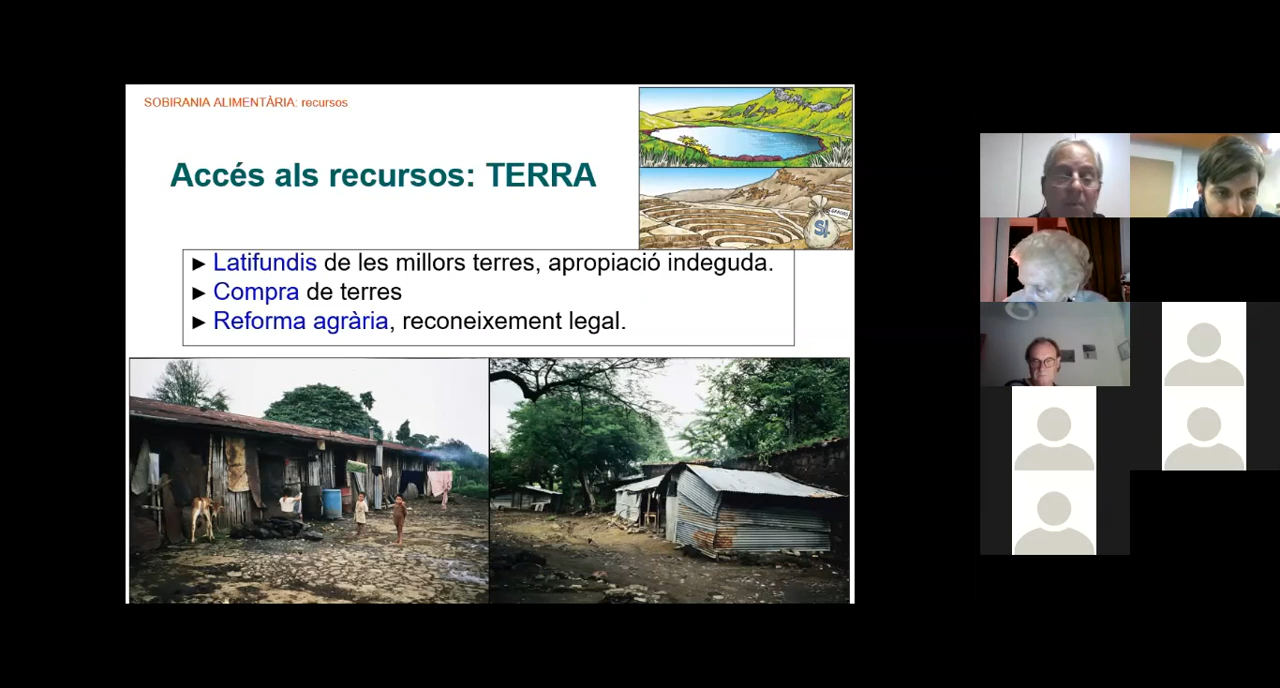 SOBIRANIA ALIMENTÀRIA: recursos
Accés als recursos: TERRA
► Latifundis de les millors terres, apropiació indeguda.
► Compra de terres
► Reforma agrària, reconeixement legal.